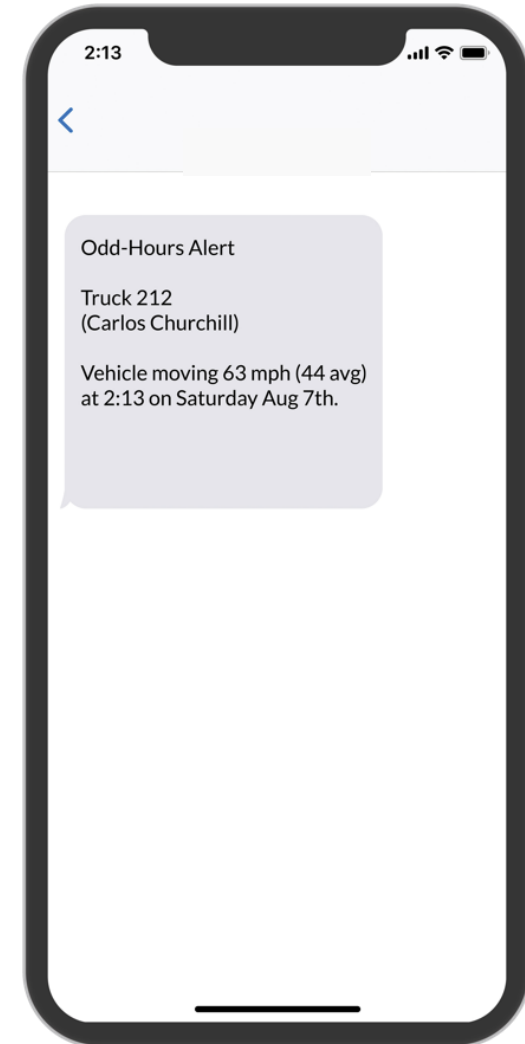 2:13
Odd-Hours Alert
Truck 212
(Carlos Churchill)
Vehicle moving 63 mph (44 avg)
at 2:13 on Saturday Aug 7th.